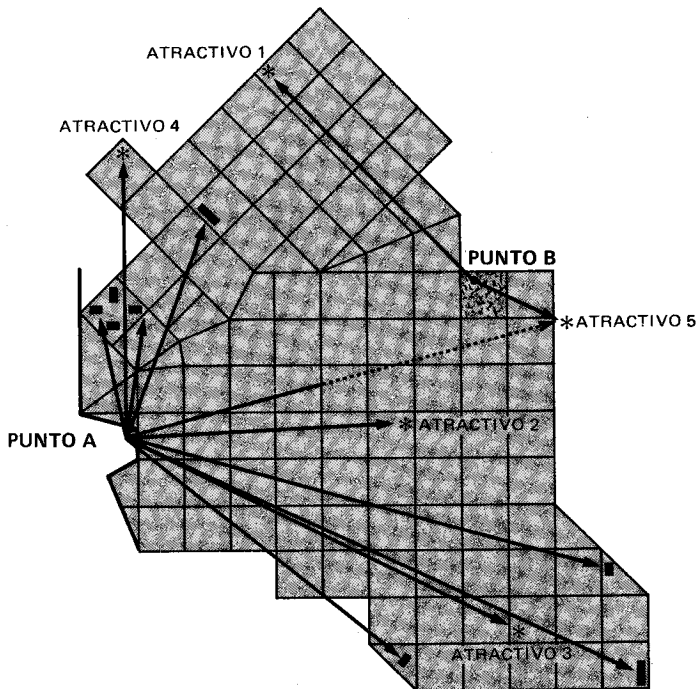 ATRACTIVO 1
ATRACTIVO 4
PUNTO B
* ATRACTIVO 5
PUNTO A
* ATRACTIVO 2
ATRACTIVO 3